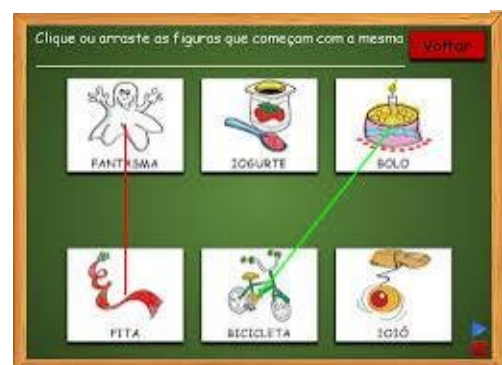 Clique ou arraste as figuras que começam com a mesma
Voltar
FANTASMA IOGURTE BOLO
FITA BICICLETA IOIÔ